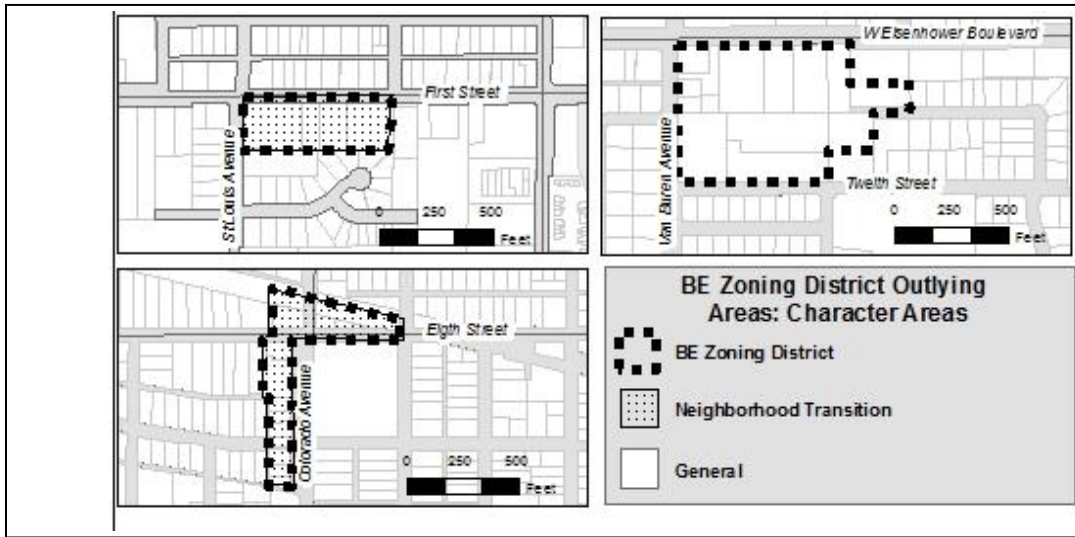 First Street
St Louis Avenue
0 250 500
Feet
W Eisenhower Boulevard
Van Buren Avenue
Twelth Street
0 250 500
Feet
Eigth Street
Colorado Avenue
0 250 500
Feet
BE Zoning District Outlying
Areas: Character Areas
BE Zoning District
Neighborhood Transition
General